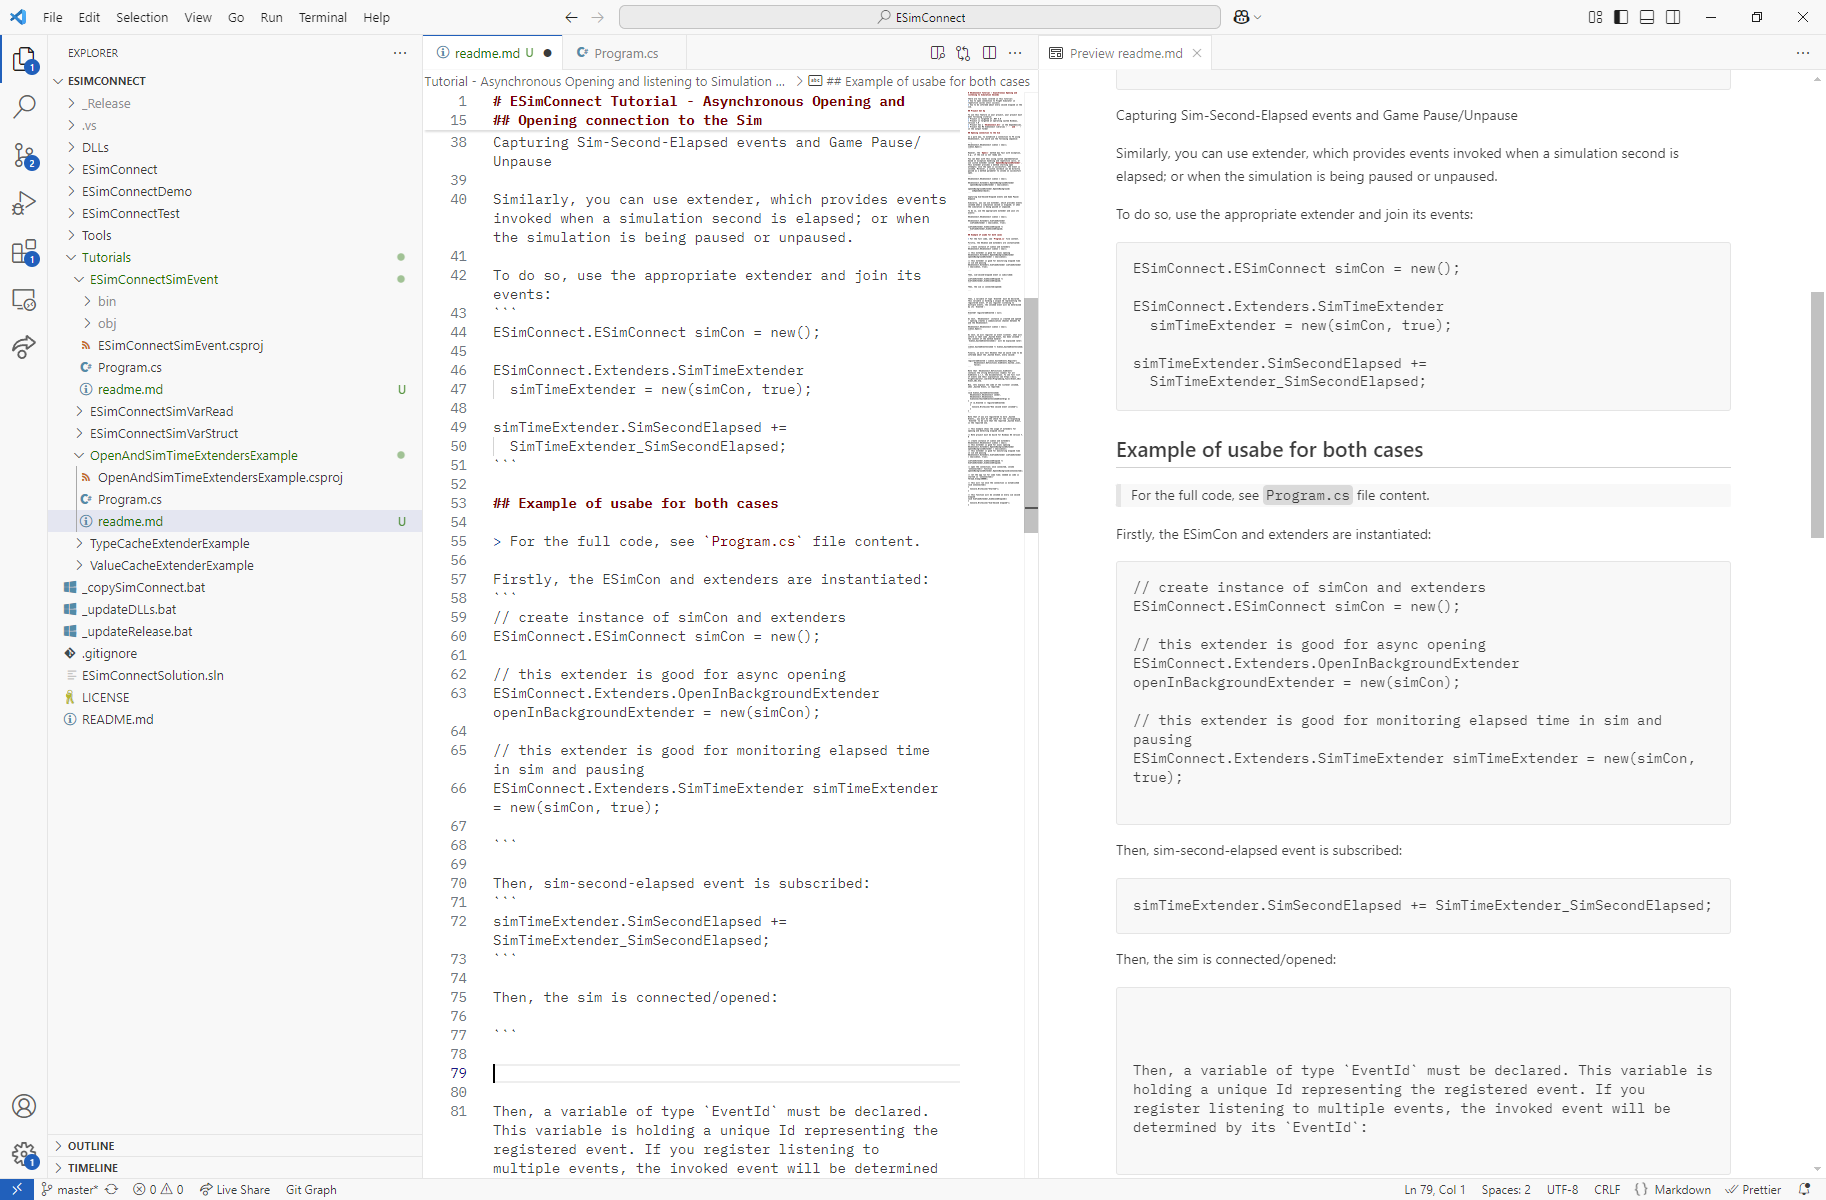 File Edit Selection View Go Run Terminal Help
ESimConnect
EXPLORER
ESIMCONNECT
_Release
.vs
DLLs
ESimConnect
ESimConnectDemo
ESimConnectTest
Tools
Tutorials
ESimConnectSimEvent
bin
obj
ESimConnectSimEvent.csproj
C# Program.cs
readme.md U
ESimConnectSimVarRead
ESimConnectSimVarStruct
OpenAndSimTimeExtendersExample
OpenAndSimTimeExtendersExample.csproj
C# Program.cs
readme.md U
TypeCacheExtenderExample
ValueCacheExtenderExample
_copySimConnect.bat
_updateDLLs.bat
_updateRelease.bat
.gitignore
ESimConnectSolution.sln
LICENSE
README.md
OUTLINE
TIMELINE
1
2
1
1
readme.md U
C# Program.cs
Tutorial - Asynchronous Opening and listening to Simulation ... > abc ## Example of usabe for both cases
1 # ESimConnect Tutorial - Asynchronous Opening and
15 ## Opening connection to the Sim
38 Capturing Sim-Second-Elapsed events and Game Pause/
Unpause
39
40 Similarly, you can use extender, which provides events
invoked when a simulation second is elapsed; or when
the simulation is being paused or unpaused.
41
42 To do so, use the appropriate extender and join its
events:
43 ```
44 ESimConnect.ESimConnect simCon = new();
45
46 ESimConnect.Extenders.SimTimeExtender
47 simTimeExtender = new(simCon, true);
48
49 simTimeExtender.SimSecondElapsed +=
50 SimTimeExtender_SimSecondElapsed;
51 ```
52
53 ## Example of usabe for both cases
54
55 > For the full code, see `Program.cs` file content.
56
57 Firstly, the ESimCon and extenders are instantiated:
58 ```
59 // create instance of simCon and extenders
60 ESimConnect.ESimConnect simCon = new();
61
62 // this extender is good for async opening
63 ESimConnect.Extenders.OpenInBackgroundExtender
openInBackgroundExtender = new(simCon);
64
65 // this extender is good for monitoring elapsed time
in sim and pausing
66 ESimConnect.Extenders.SimTimeExtender simTimeExtender
= new(simCon, true);
67
68 ```
69
70 Then, sim-second-elapsed event is subscribed:
71 ```
72 simTimeExtender.SimSecondElapsed +=
SimTimeExtender_SimSecondElapsed;
73 ```
74
75 Then, the sim is connected/opened:
76
77 ```
78
79
80
81 Then, a variable of type `EventId` must be declared.
This variable is holding a unique Id representing the
registered event. If you register listening to
multiple events, the invoked event will be determined
Preview readme.md
Capturing Sim-Second-Elapsed events and Game Pause/Unpause
Similarly, you can use extender, which provides events invoked when a simulation second is
elapsed; or when the simulation is being paused or unpaused.
To do so, use the appropriate extender and join its events:
ESimConnect.ESimConnect simCon = new();
ESimConnect.Extenders.SimTimeExtender
simTimeExtender = new(simCon, true);
simTimeExtender.SimSecondElapsed +=
SimTimeExtender_SimSecondElapsed;
Example of usabe for both cases
For the full code, see Program.cs file content.
Firstly, the ESimCon and extenders are instantiated:
// create instance of simCon and extenders
ESimConnect.ESimConnect simCon = new();
// this extender is good for async opening
ESimConnect.Extenders.OpenInBackgroundExtender
openInBackgroundExtender = new(simCon);
// this extender is good for monitoring elapsed time in sim and
pausing
ESimConnect.Extenders.SimTimeExtender simTimeExtender = new(simCon,
true);
Then, sim-second-elapsed event is subscribed:
simTimeExtender.SimSecondElapsed += SimTimeExtender_SimSecondElapsed;
Then, the sim is connected/opened:
Then, a variable of type `EventId` must be declared. This variable is
holding a unique Id representing the registered event. If you
register listening to multiple events, the invoked event will be
determined by its `EventId`:
master* 0 0 Live Share Git Graph
Ln 79, Col 1 Spaces: 2 UTF-8 CRLF {} Markdown Prettier